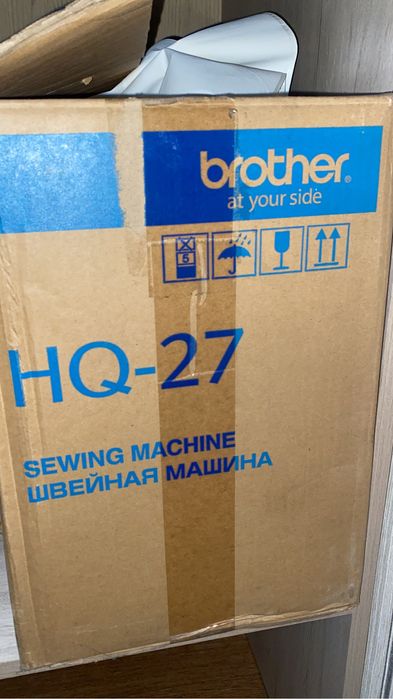 brother®
at your side
5
HQ-27
SEWING MACHINE
ШВЕЙНАЯ МАШИНА